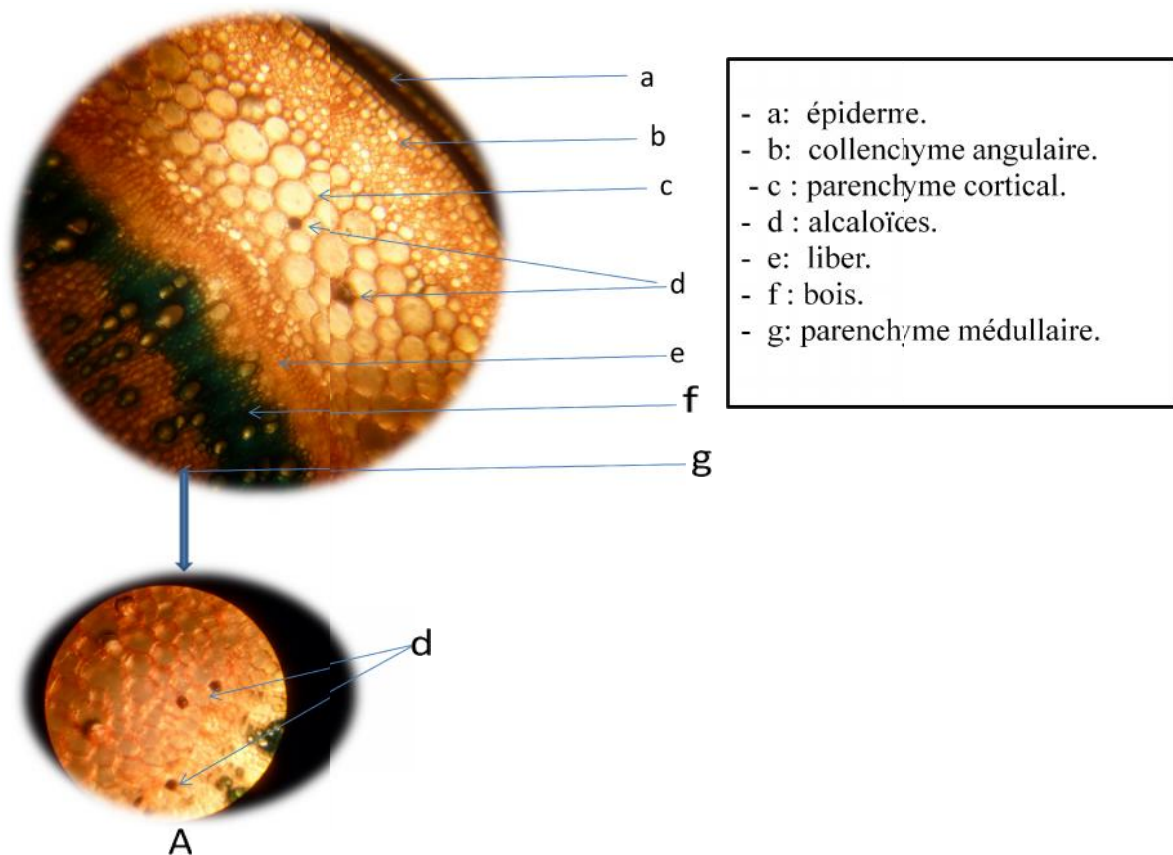 a
b
c
d
e
f
g
d
A
- a: épiderme.
- b: collenchyme angulaire.
- c : parenchyme cortical.
- d : alcaloïdes.
- e: liber.
- f : bois.
- g: parenchyme médullaire.